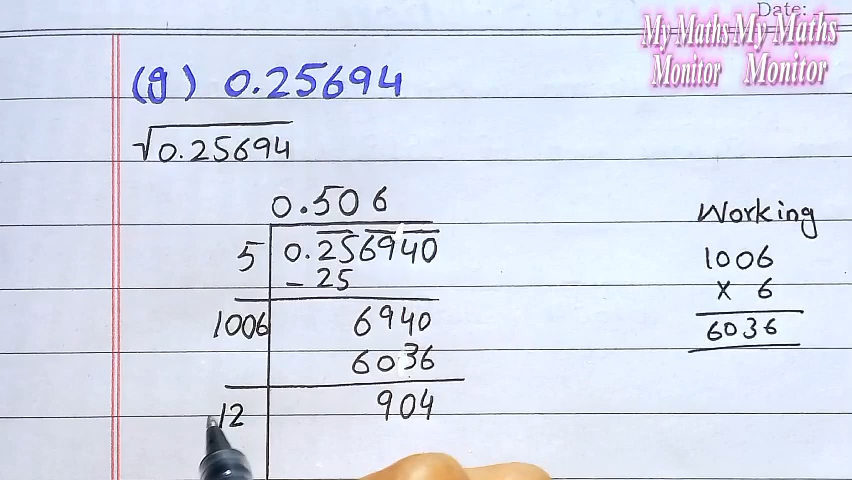 Date:
My Maths My Maths
Monitor Monitor
(g) 0.25694
√0.25694
0.506
5 0.256940
- 25
1006 6940
6036
12 904
Working
1006
x 6
6036